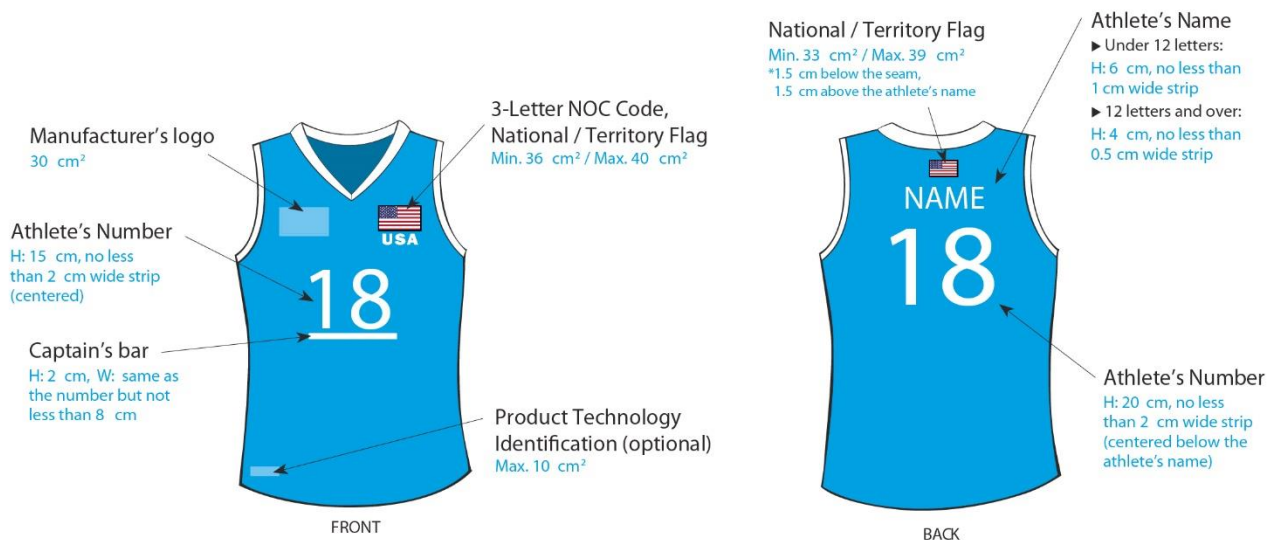 Manufacturer's logo
30 cm²
Athlete's Number
H: 15 cm, no less
than 2 cm wide strip
(centered)
Captain's bar
H: 2 cm, W: same as
the number but not
less than 8 cm
3-Letter NOC Code,
National / Territory Flag
Min. 36 cm² / Max. 40 cm²
USA
18
Product Technology
Identification (optional)
Max. 10 cm²
FRONT
National / Territory Flag
Min. 33 cm² / Max. 39 cm²
*1.5 cm below the seam,
1.5 cm above the athlete's name
Athlete's Name
▶ Under 12 letters:
H: 6 cm, no less than
1 cm wide strip
▶ 12 letters and over:
H: 4 cm, no less than
0.5 cm wide strip
NAME
18
Athlete's Number
H: 20 cm, no less
than 2 cm wide strip
(centered below the
athlete's name)
BACK